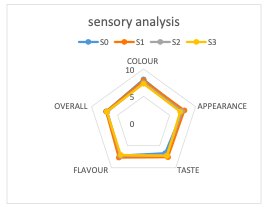 sensory analysis
S0 S1 S2 S3
COLOUR
10
OVERALL APPEARANCE
5
0
FLAVOUR TASTE